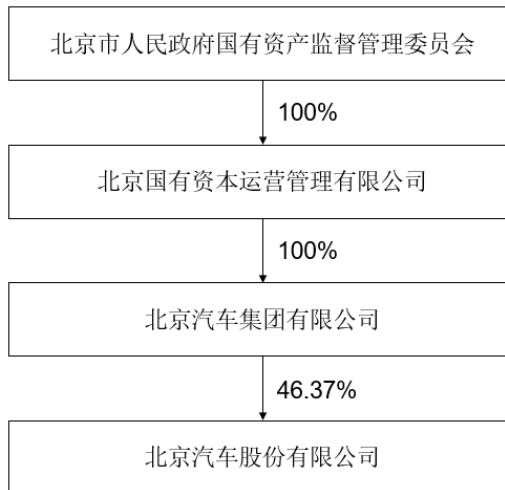 北京市人民政府国有资产监督管理委员会
100%
北京国有资本运营管理有限公司
100%
北京汽车集团有限公司
46.37%
北京汽车股份有限公司